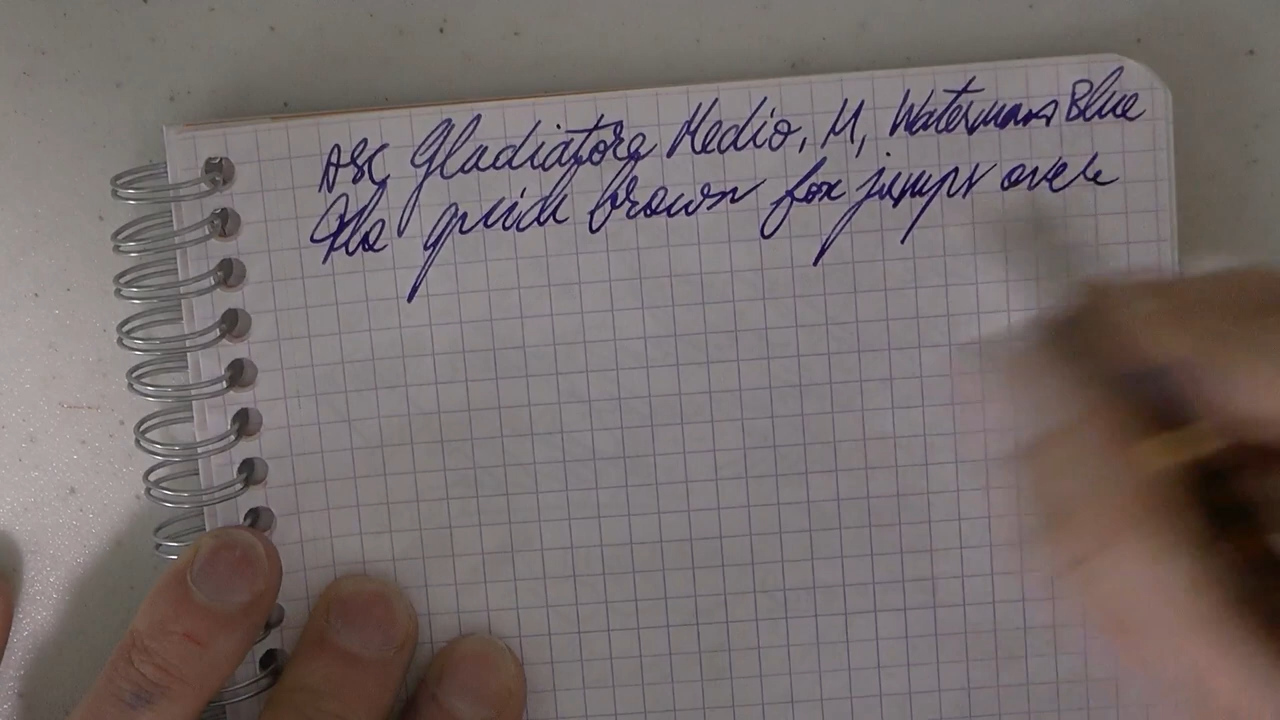 ASC Gladiatore Medio, M, Waterman Blue
The quick brown fox jumps over